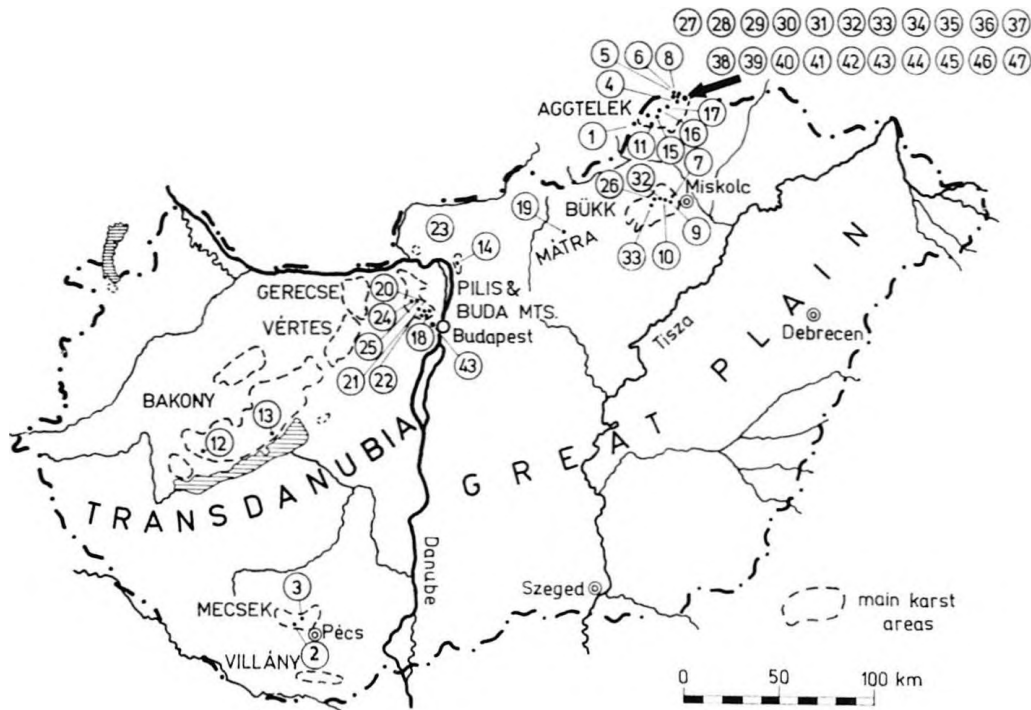 27 28 29 30 31 32 33 34 35 36 37
5 6 8
38 39 40 41 42 43 44 45 46 47
4
AGGTELEK
17
1
11 15 16
7
26 32
Miskolc
BÜKK
19
MÁTRA
33 10 9
23
14
GERECSE
20
PILIS &
BUDA MTS.
VÉRTES
24
25
18
Budapest
43
21 22
Tisza
Debrecen
BAKONY
13
12
TRANSDANUBIA
GREAT PLAIN
Danube
Szeged
3
MECSEK
Pécs
2
VILLÁNY
main karst
areas
0 50 100 km